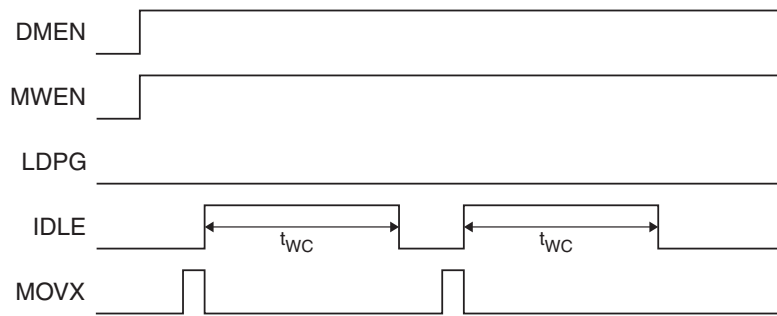 DMEN
MWEN
LDPG
IDLE
tWC tWC
MOVX